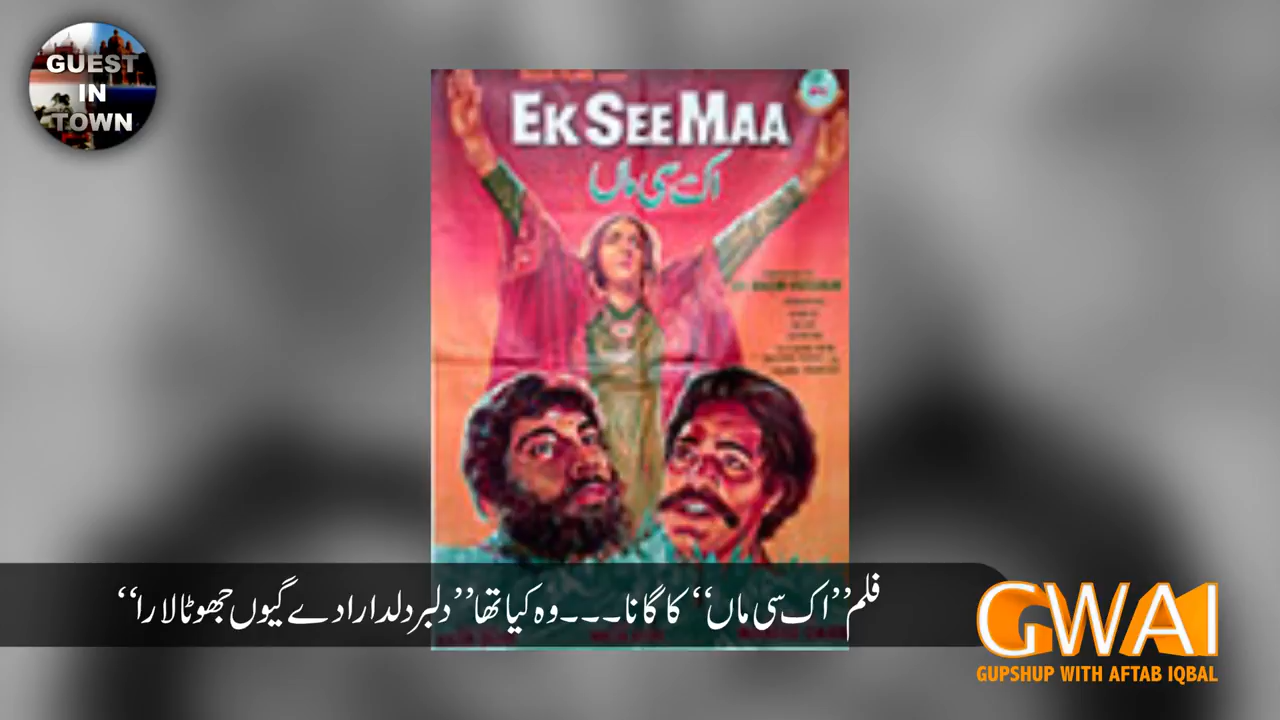 GUEST
IN
TOWN
EK SEE MAA
اک سی ماں
فلم”اک سی ماں“ کا گانا۔۔۔وہ کیا تھا”دلبر دلدارا دے گیوں جھوٹا لارا“
GWAI
GUPSHUP WITH AFTAB IQBAL